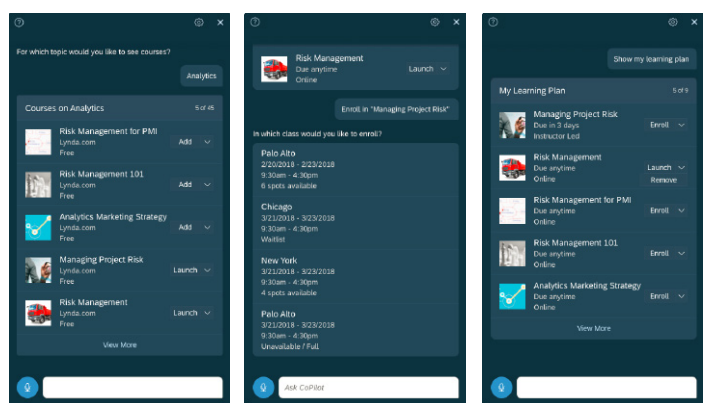 For which topic would you like to see courses?
Analytics
Courses on Analytics 5 of 45
Risk Management for PMI
Lynda.com
Free
Add
Risk Management 101
Lynda.com
Free
Add
Analytics Marketing Strategy
Lynda.com
Free
Add
Managing Project Risk
Lynda.com
Free
Launch
Risk Management
Lynda.com
Free
Launch
View More
Risk Management
Due anytime
Online
Launch
Enroll in "Managing Project Risk"
In which class would you like to enroll?
Palo Alto
2/20/2018 - 2/23/2018
9:30am - 4:30pm
6 spots available
Chicago
3/21/2018 - 3/23/2018
9:30am - 4:30pm
Waitlist
New York
3/21/2018 - 3/23/2018
9:30am - 4:30pm
4 spots available
Palo Alto
3/21/2018 - 3/23/2018
9:30am - 4:30pm
Unavailable / Full
Ask CoPilot
Show my learning plan
My Learning Plan 5 of 9
Managing Project Risk
Due in 3 days
Instructor Led
Enroll
Risk Management
Due anytime
Online
Launch
Remove
Risk Management for PMI
Due anytime
Online
Enroll
Risk Management 101
Due anytime
Online
Enroll
Analytics Marketing Strategy
Due anytime
Online
Enroll
View More